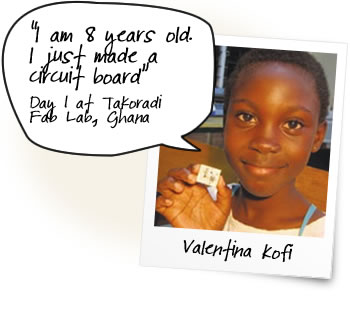 "I am 8 years old.
I just made a
circuit board"
Day 1 at Takoradi
Fab Lab, Ghana
Valentina Kofi